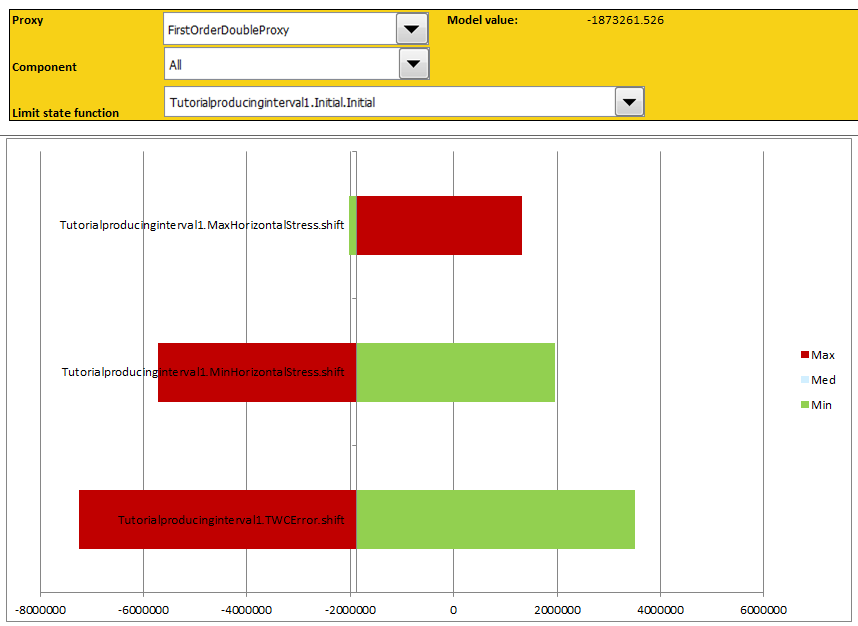 Proxy
FirstOrderDoubleProxy
Model value:
-1873261.526
Component
All
Limit state function
Tutorialproducinginterval1.Initial.Initial
Tutorialproducinginterval1.MaxHorizontalStress.shift
Tutorialproducinginterval1.MinHorizontalStress.shift
Tutorialproducinginterval1.TWCError.shift
Max
Med
Min
-8000000 -6000000 -4000000 -2000000 0 2000000 4000000 6000000